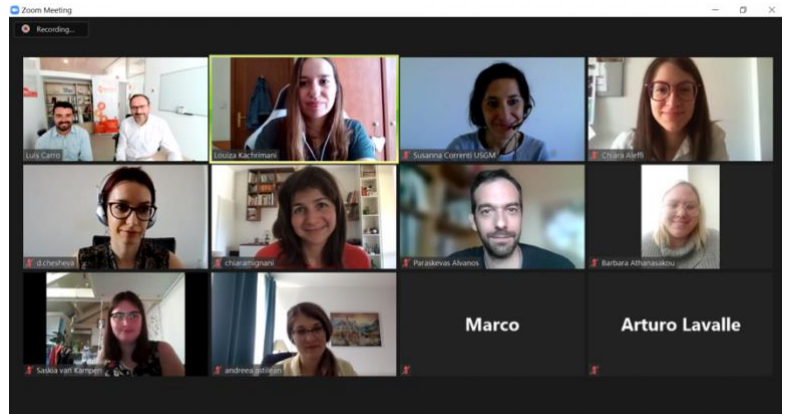 Zoom Meeting
Recording...
Luis Carro
Louiza Kachrimani
Susanna Correnti USGM
Chiara Aleffi
d.chesheva
chiaramignani
Paraskevas Alvanos
Barbara Athanasakou
Saskia van Kampen
andreea.ostilean
Marco
Arturo Lavalle